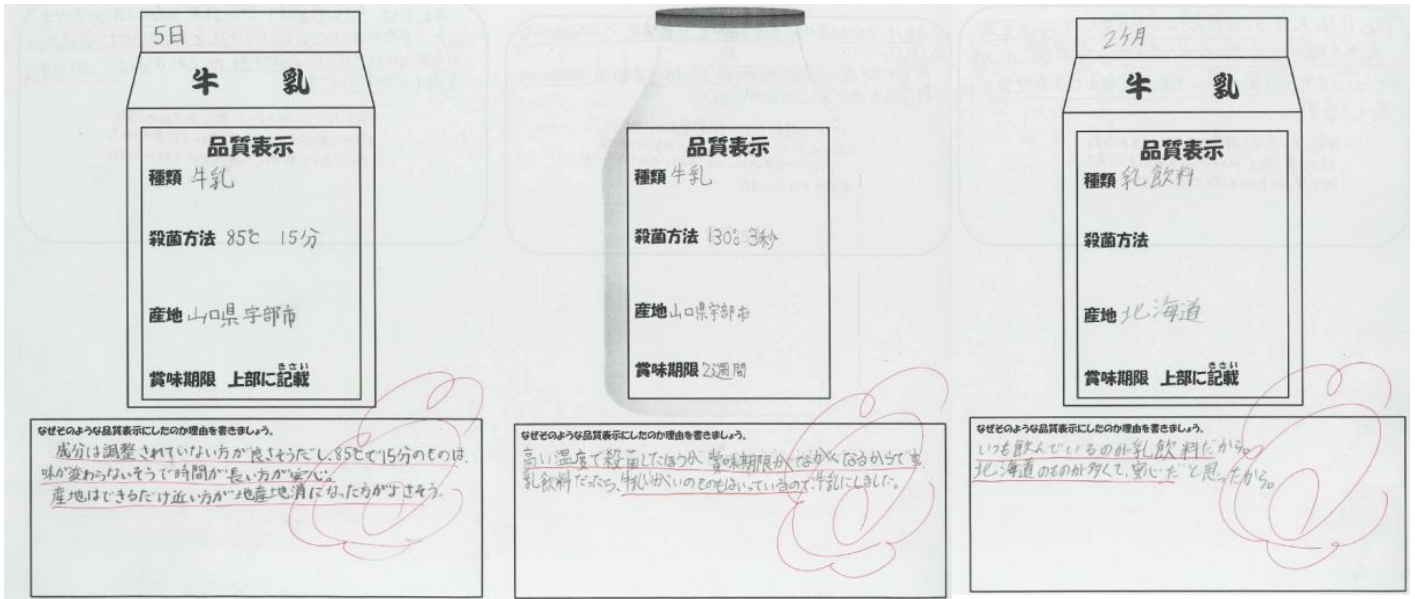 5日
牛 乳
品質表示
種類 牛乳
殺菌方法 85℃ 15分
産地 山口県宇部市
きさい
賞味期限 上部に記載
なぜそのような品質表示にしたのか理由を書きましょう。
成分は調整されていない方が良さそうだし、85℃で15分のものは、
味が変わらないそうで時間が長い方が安心。
産地はできるだけ近い方が地産地消になった方がよさそう。
品質表示
種類 牛乳
殺菌方法 130℃ 3秒
産地 山口県宇部市
賞味期限 2週間
なぜそのような品質表示にしたのか理由を書きましょう。
高い温度で殺菌したほうが、賞味期限がながくなるからです。
乳飲料だったら、牛乳いがいのものもはいっているので、牛乳にしました。
2ヶ月
牛 乳
品質表示
種類 乳飲料
殺菌方法
産地 北海道
きさい
賞味期限 上部に記載
なぜそのような品質表示にしたのか理由を書きましょう。
いつも飲んでいるのが乳飲料だから。
北海道のものが多くて、安心だと思ったから。